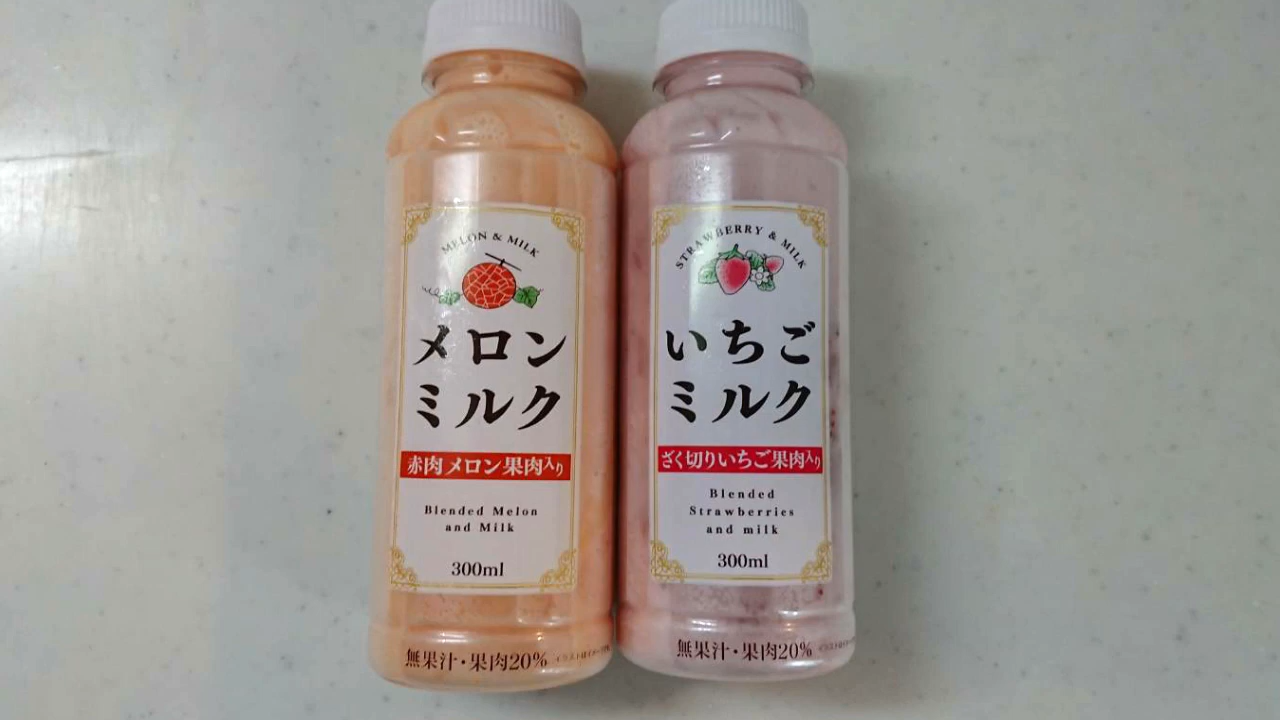 MELON & MILK
メロン
ミルク
赤肉メロン果肉入り
Blended Melon
and Milk
300ml
無果汁・果肉20%
STRAWBERRY & MILK
いちご
ミルク
ざく切りいちご果肉入り
Blended
Strawberries
and milk
300ml
無果汁・果肉20%